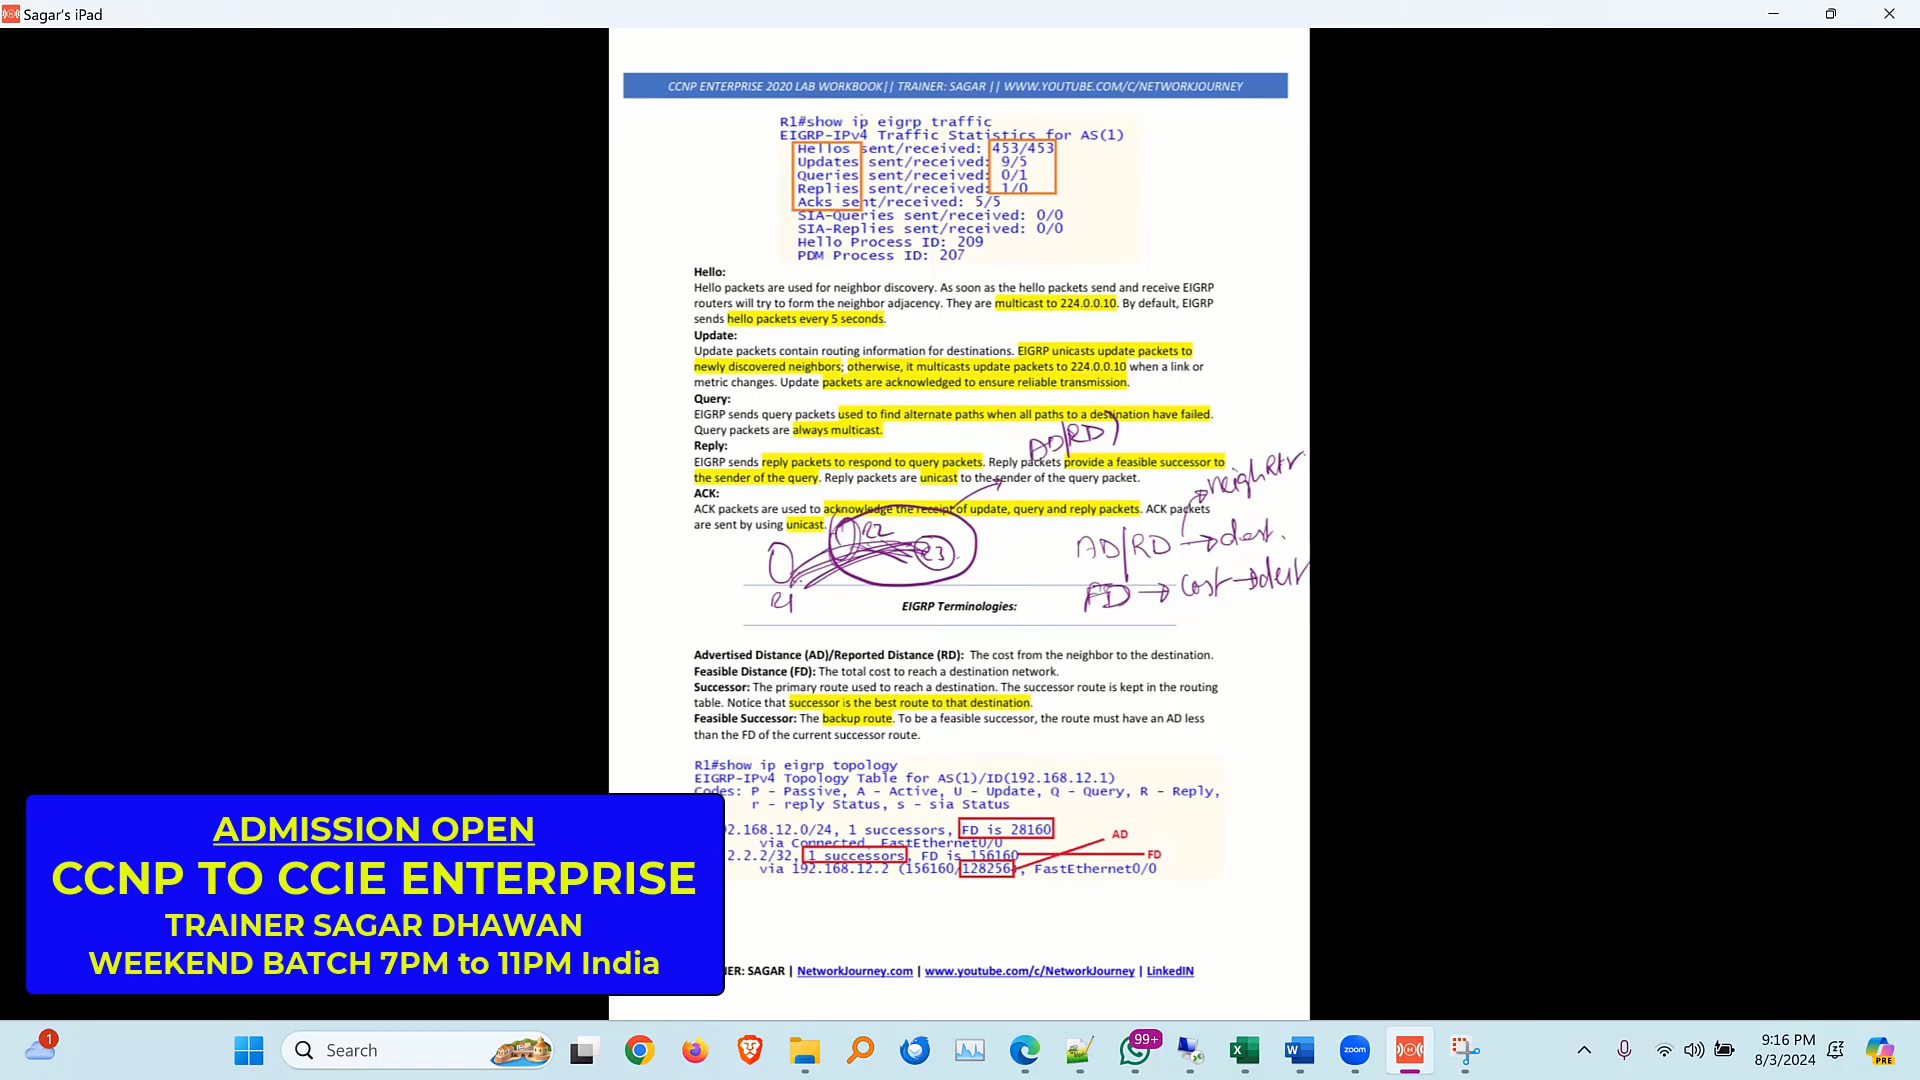 Sagar's iPad
CCNP ENTERPRISE 2020 LAB WORKBOOK|| TRAINER: SAGAR || WWW.YOUTUBE.COM/C/NETWORKJOURNEY
R1#show ip eigrp traffic
EIGRP-IPv4 Traffic Statistics for AS(1)
Hellos sent/received: 453/453
Updates sent/received: 9/5
Queries sent/received: 0/1
Replies sent/received: 1/0
Acks sent/received: 5/5
SIA-Queries sent/received: 0/0
SIA-Replies sent/received: 0/0
Hello Process ID: 209
PDM Process ID: 207
Hello:
Hello packets are used for neighbor discovery. As soon as the hello packets send and receive EIGRP
routers will try to form the neighbor adjacency. They are multicast to 224.0.0.10. By default, EIGRP
sends hello packets every 5 seconds.
Update:
Update packets contain routing information for destinations. EIGRP unicasts update packets to
newly discovered neighbors; otherwise, it multicasts update packets to 224.0.0.10 when a link or
metric changes. Update packets are acknowledged to ensure reliable transmission.
Query:
EIGRP sends query packets used to find alternate paths when all paths to a destination have failed.
Query packets are always multicast.
AD/RD)
Reply:
EIGRP sends reply packets to respond to query packets. Reply packets provide a feasible successor to
the sender of the query. Reply packets are unicast to the sender of the query packet.
neighRtr
ACK:
ACK packets are used to acknowledge the receipt of update, query and reply packets. ACK packets
are sent by using unicast.
R2
R3
R1
AD/RD → dest.
FD → cost → dest
EIGRP Terminologies:
Advertised Distance (AD)/Reported Distance (RD): The cost from the neighbor to the destination.
Feasible Distance (FD): The total cost to reach a destination network.
Successor: The primary route used to reach a destination. The successor route is kept in the routing
table. Notice that successor is the best route to that destination.
Feasible Successor: The backup route. To be a feasible successor, the route must have an AD less
than the FD of the current successor route.
R1#show ip eigrp topology
EIGRP-IPv4 Topology Table for AS(1)/ID(192.168.12.1)
Codes: P - Passive, A - Active, U - Update, Q - Query, R - Reply,
r - reply Status, s - sia Status
2.168.12.0/24, 1 successors, FD is 28160
via Connected, FastEthernet0/0
2.2.2/32, 1 successors, FD is 156160
via 192.168.12.2 (156160/128256), FastEthernet0/0
AD
FD
ADMISSION OPEN
CCNP TO CCIE ENTERPRISE
TRAINER SAGAR DHAWAN
WEEKEND BATCH 7PM to 11PM India
NER: SAGAR | NetworkJourney.com | www.youtube.com/c/NetworkJourney | LinkedIN
1
Search
99+
zoom
PRE
9:16 PM
8/3/2024